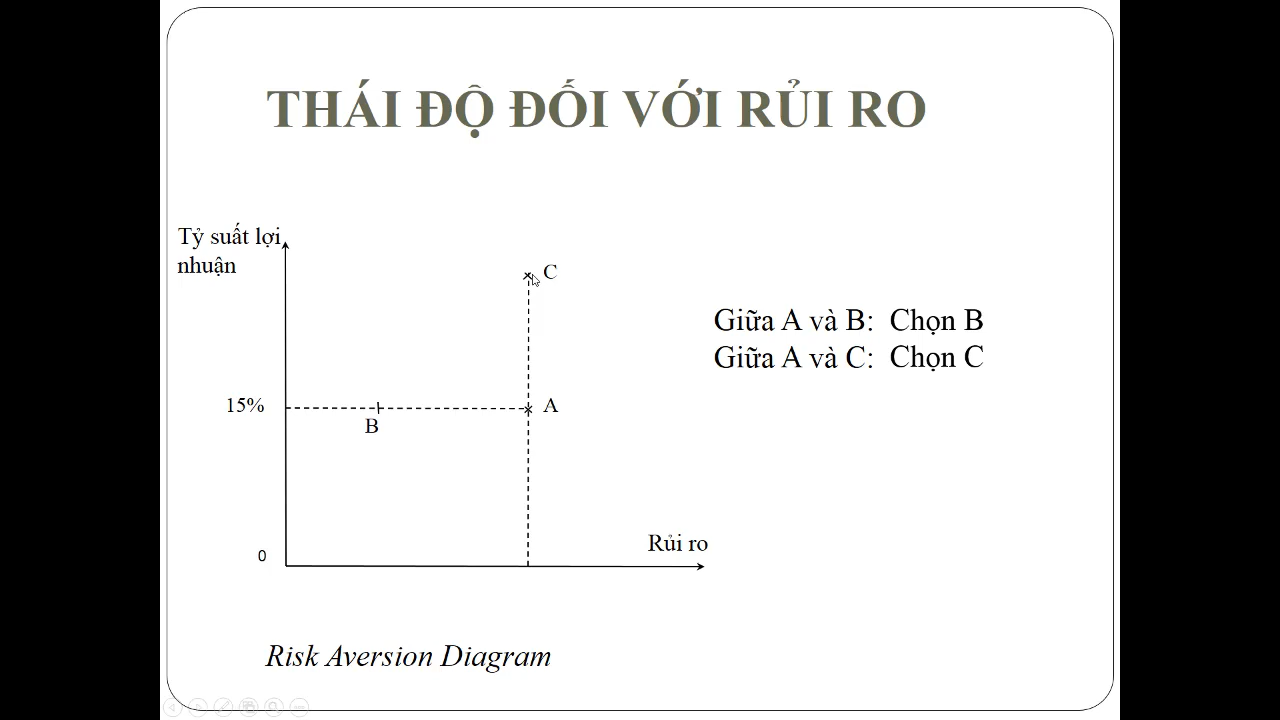 THÁI ĐỘ ĐỐI VỚI RỦI RO
Tỷ suất lợi
nhuận
C
Giữa A và B: Chọn B
Giữa A và C: Chọn C
15%
A
B
Rủi ro
0
Risk Aversion Diagram